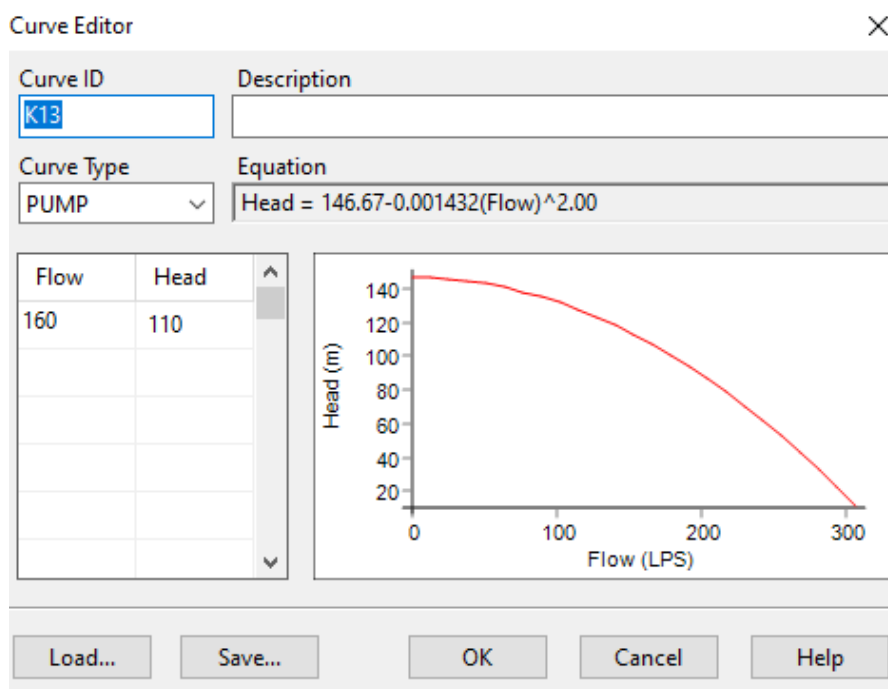 Curve Editor
Curve ID Description
K13
Curve Type Equation
PUMP Head = 146.67-0.001432(Flow)^2.00
Flow Head
160 110
140
120
100
80
60
40
20
Head (m)
0 100 200 300
Flow (LPS)
Load... Save... OK Cancel Help